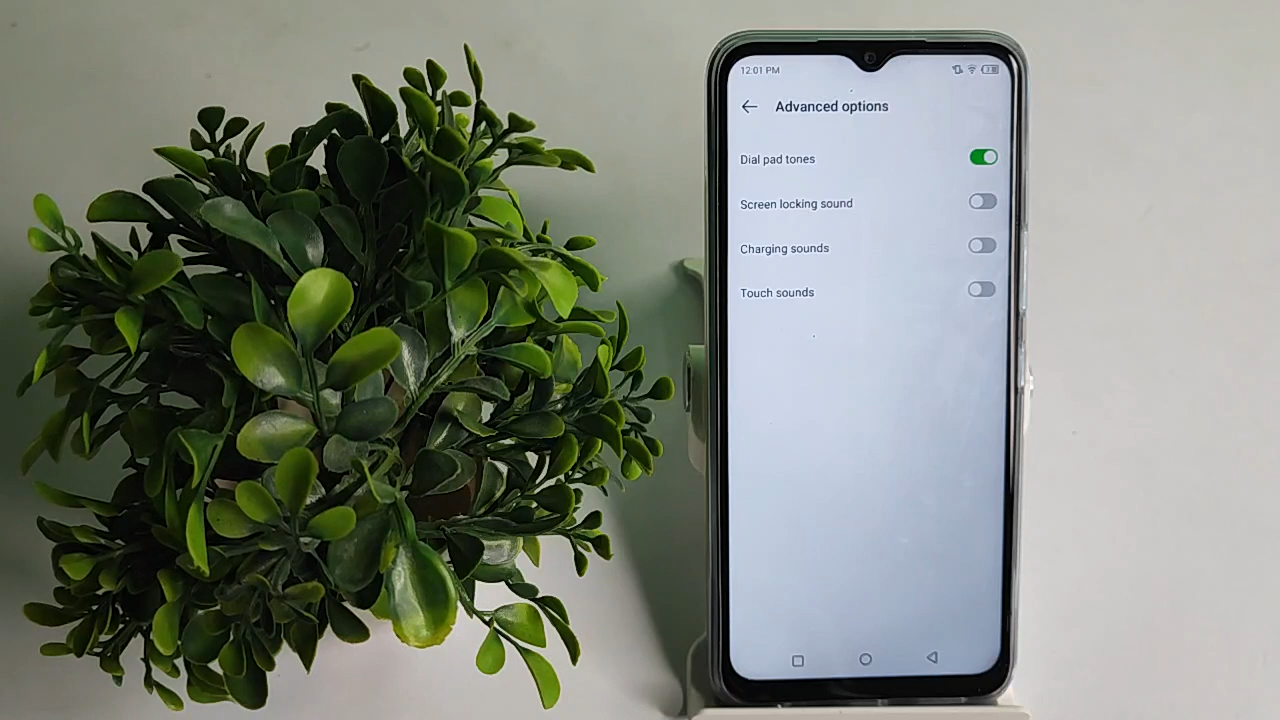 12:01 PM
Advanced options
Dial pad tones
Screen locking sound
Charging sounds
Touch sounds